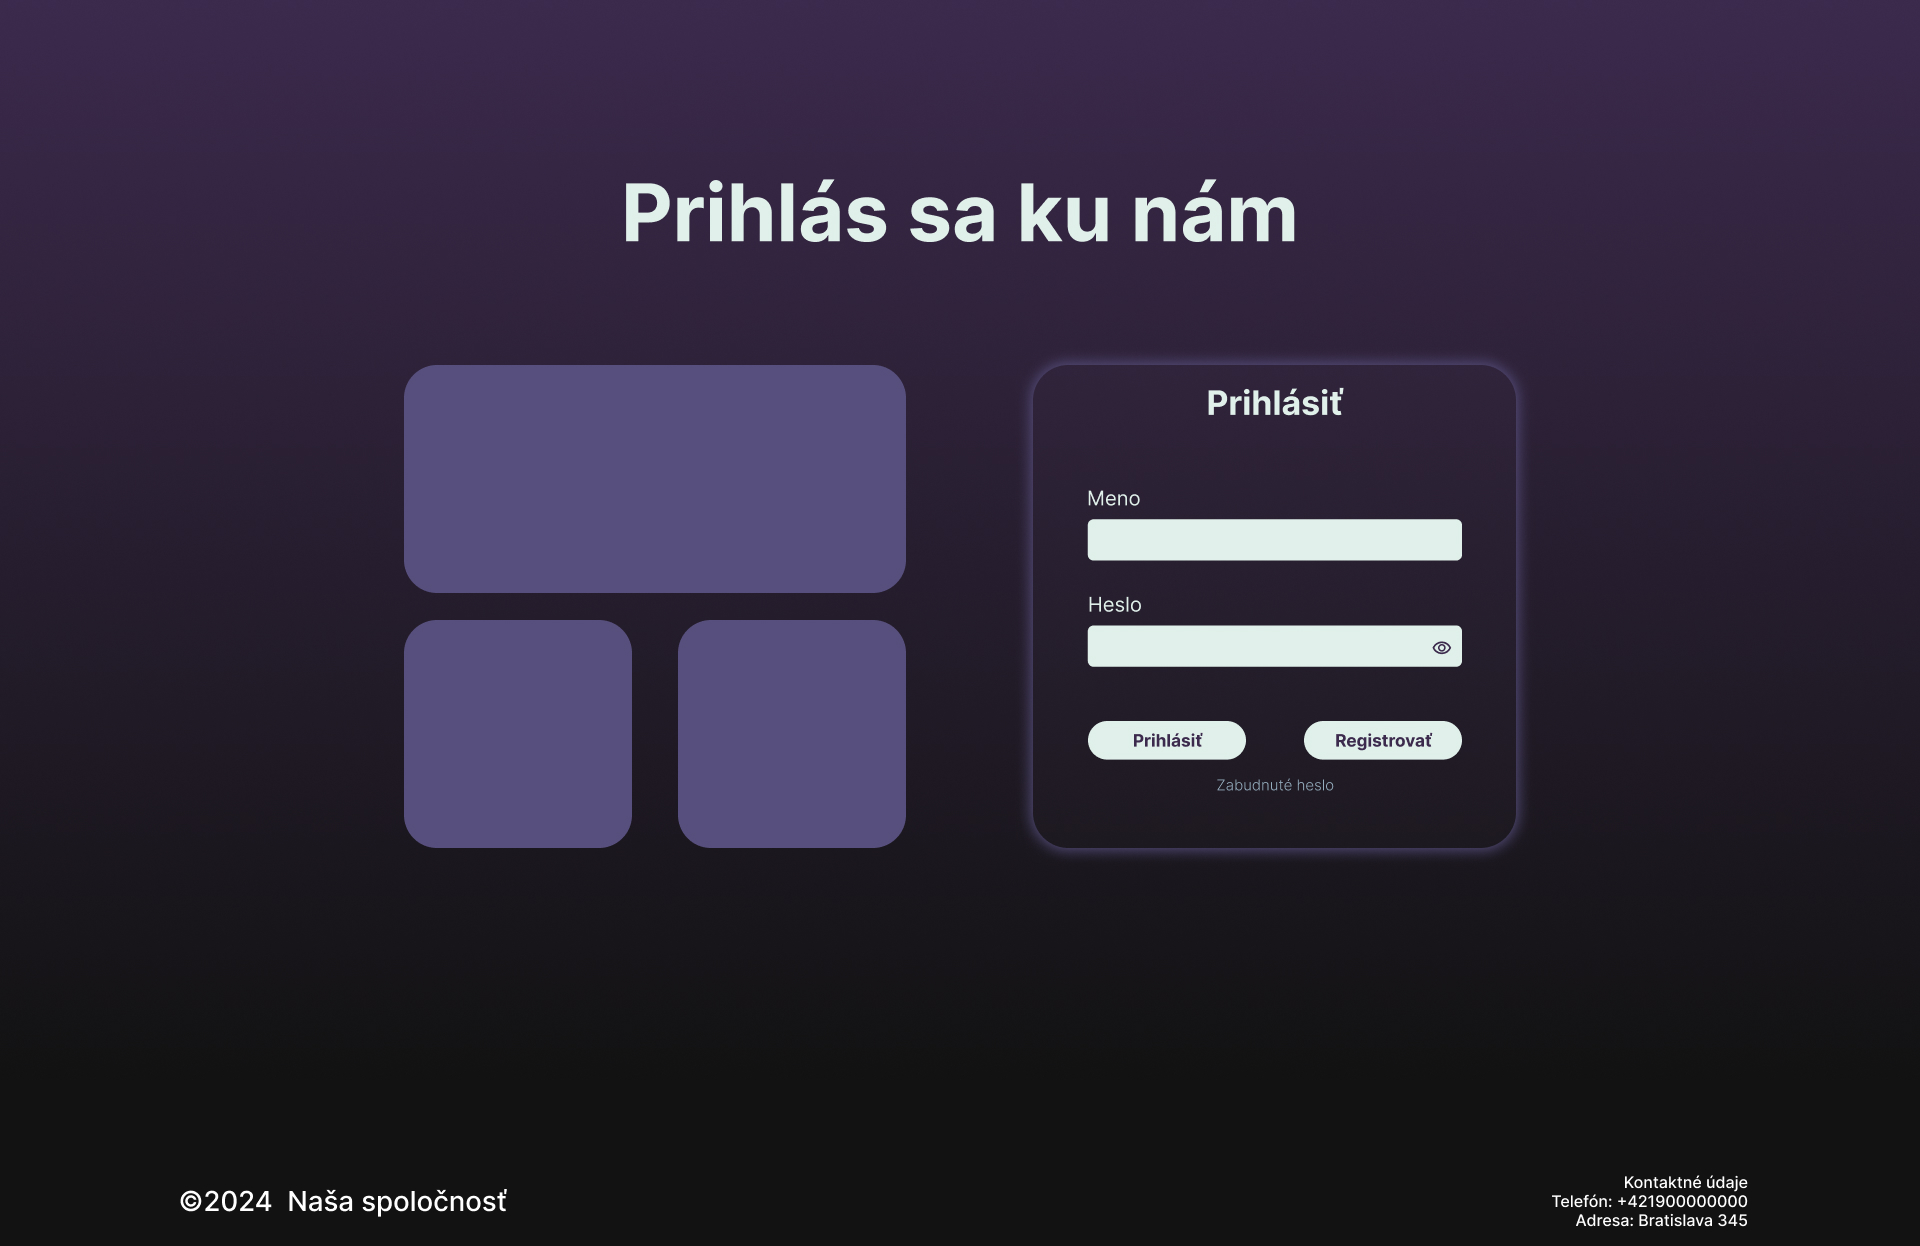 Prihlás sa ku nám
Prihlásiť
Meno
Heslo
Prihlásiť
Registrovať
Zabudnuté heslo
©2024 Naša spoločnosť
Kontaktné údaje
Telefón: +421900000000
Adresa: Bratislava 345